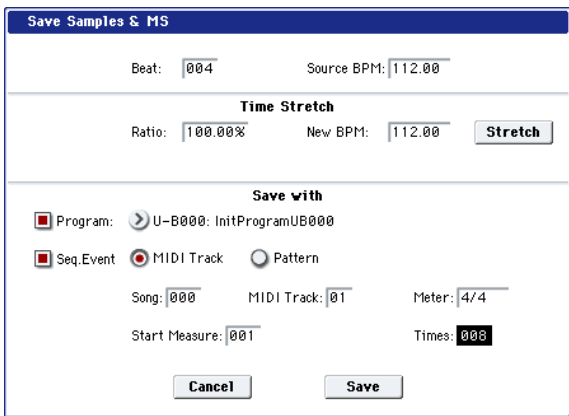 Save Samples & MS
Beat: 004 Source BPM: 112.00
Time Stretch
Ratio: 100.00% New BPM: 112.00 Stretch
Save with
Program: U-B000: InitProgramUB000
Seq.Event MIDI Track Pattern
Song: 000 MIDI Track: 01 Meter: 4/4
Start Measure: 001 Times: 008
Cancel Save